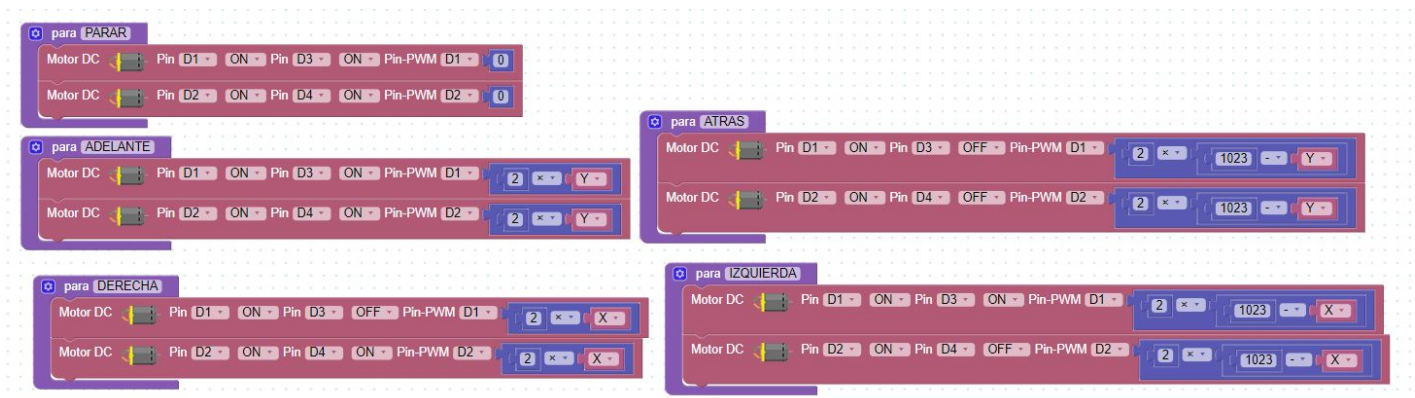 para PARAR
Motor DC Pin D1 ON Pin D3 ON Pin-PWM D1 0
Motor DC Pin D2 ON Pin D4 ON Pin-PWM D2 0
para ADELANTE
Motor DC Pin D1 ON Pin D3 ON Pin-PWM D1 2 × Y
Motor DC Pin D2 ON Pin D4 ON Pin-PWM D2 2 × Y
para ATRAS
Motor DC Pin D1 ON Pin D3 OFF Pin-PWM D1 2 × 1023 - Y
Motor DC Pin D2 ON Pin D4 OFF Pin-PWM D2 2 × 1023 - Y
para DERECHA
Motor DC Pin D1 ON Pin D3 OFF Pin-PWM D1 2 × X
Motor DC Pin D2 ON Pin D4 ON Pin-PWM D2 2 × X
para IZQUIERDA
Motor DC Pin D1 ON Pin D3 ON Pin-PWM D1 2 × 1023 - X
Motor DC Pin D2 ON Pin D4 OFF Pin-PWM D2 2 × 1023 - X